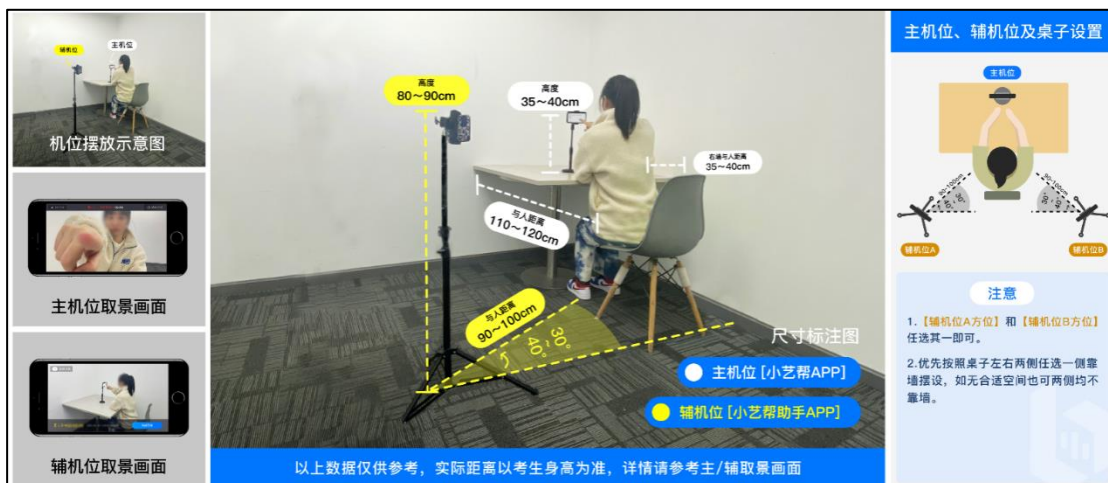 辅机位
主机位
机位摆放示意图
主机位取景画面
辅机位取景画面
高度
80～90cm
高度
35～40cm
右墙与人距离
35～40cm
与人距离
110～120cm
与人距离
90～100cm
30°
40°
尺寸标注图
主机位 [小艺帮APP]
辅机位 [小艺帮助手APP]
以上数据仅供参考，实际距离以考生身高为准，详情请参考主/辅取景画面
主机位、辅机位及桌子设置
主机位
90-100cm
40°
30°
90-100cm
30°
40°
辅机位A
辅机位B
注意
1.【辅机位A方位】和【辅机位B方位】
任选其一即可。
2.优先按照桌子左右两侧任选一侧靠
墙摆设，如无合适空间也可两侧均不
靠墙。